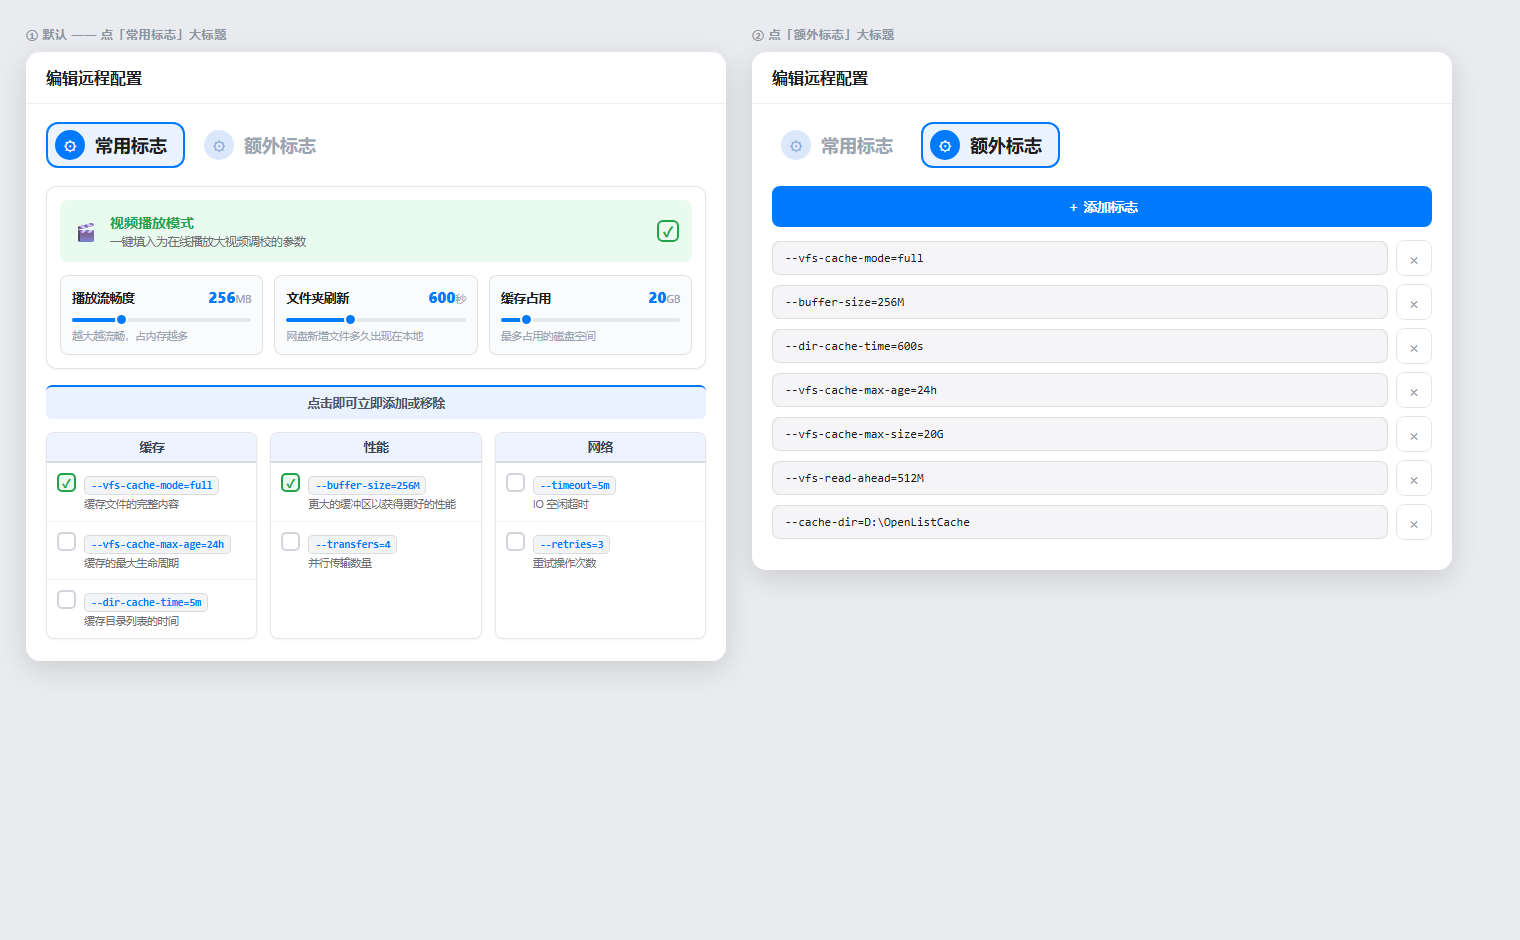 ① 默认 —— 点「常用标志」大标题
编辑远程配置
常用标志
额外标志
视频播放模式
一键填入为在线播放大视频调校的参数
播放流畅度 256MB
越大越流畅，占内存越多
文件夹刷新 600秒
网盘新增文件多久出现在本地
缓存占用 20GB
最多占用的磁盘空间
点击即可立即添加或移除
缓存
--vfs-cache-mode=full
缓存文件的完整内容
--vfs-cache-max-age=24h
缓存的最大生命周期
--dir-cache-time=5m
缓存目录列表的时间
性能
--buffer-size=256M
更大的缓冲区以获得更好的性能
--transfers=4
并行传输数量
网络
--timeout=5m
IO 空闲超时
--retries=3
重试操作次数
② 点「额外标志」大标题
编辑远程配置
常用标志
额外标志
+ 添加标志
--vfs-cache-mode=full
--buffer-size=256M
--dir-cache-time=600s
--vfs-cache-max-age=24h
--vfs-cache-max-size=20G
--vfs-read-ahead=512M
--cache-dir=D:\OpenListCache